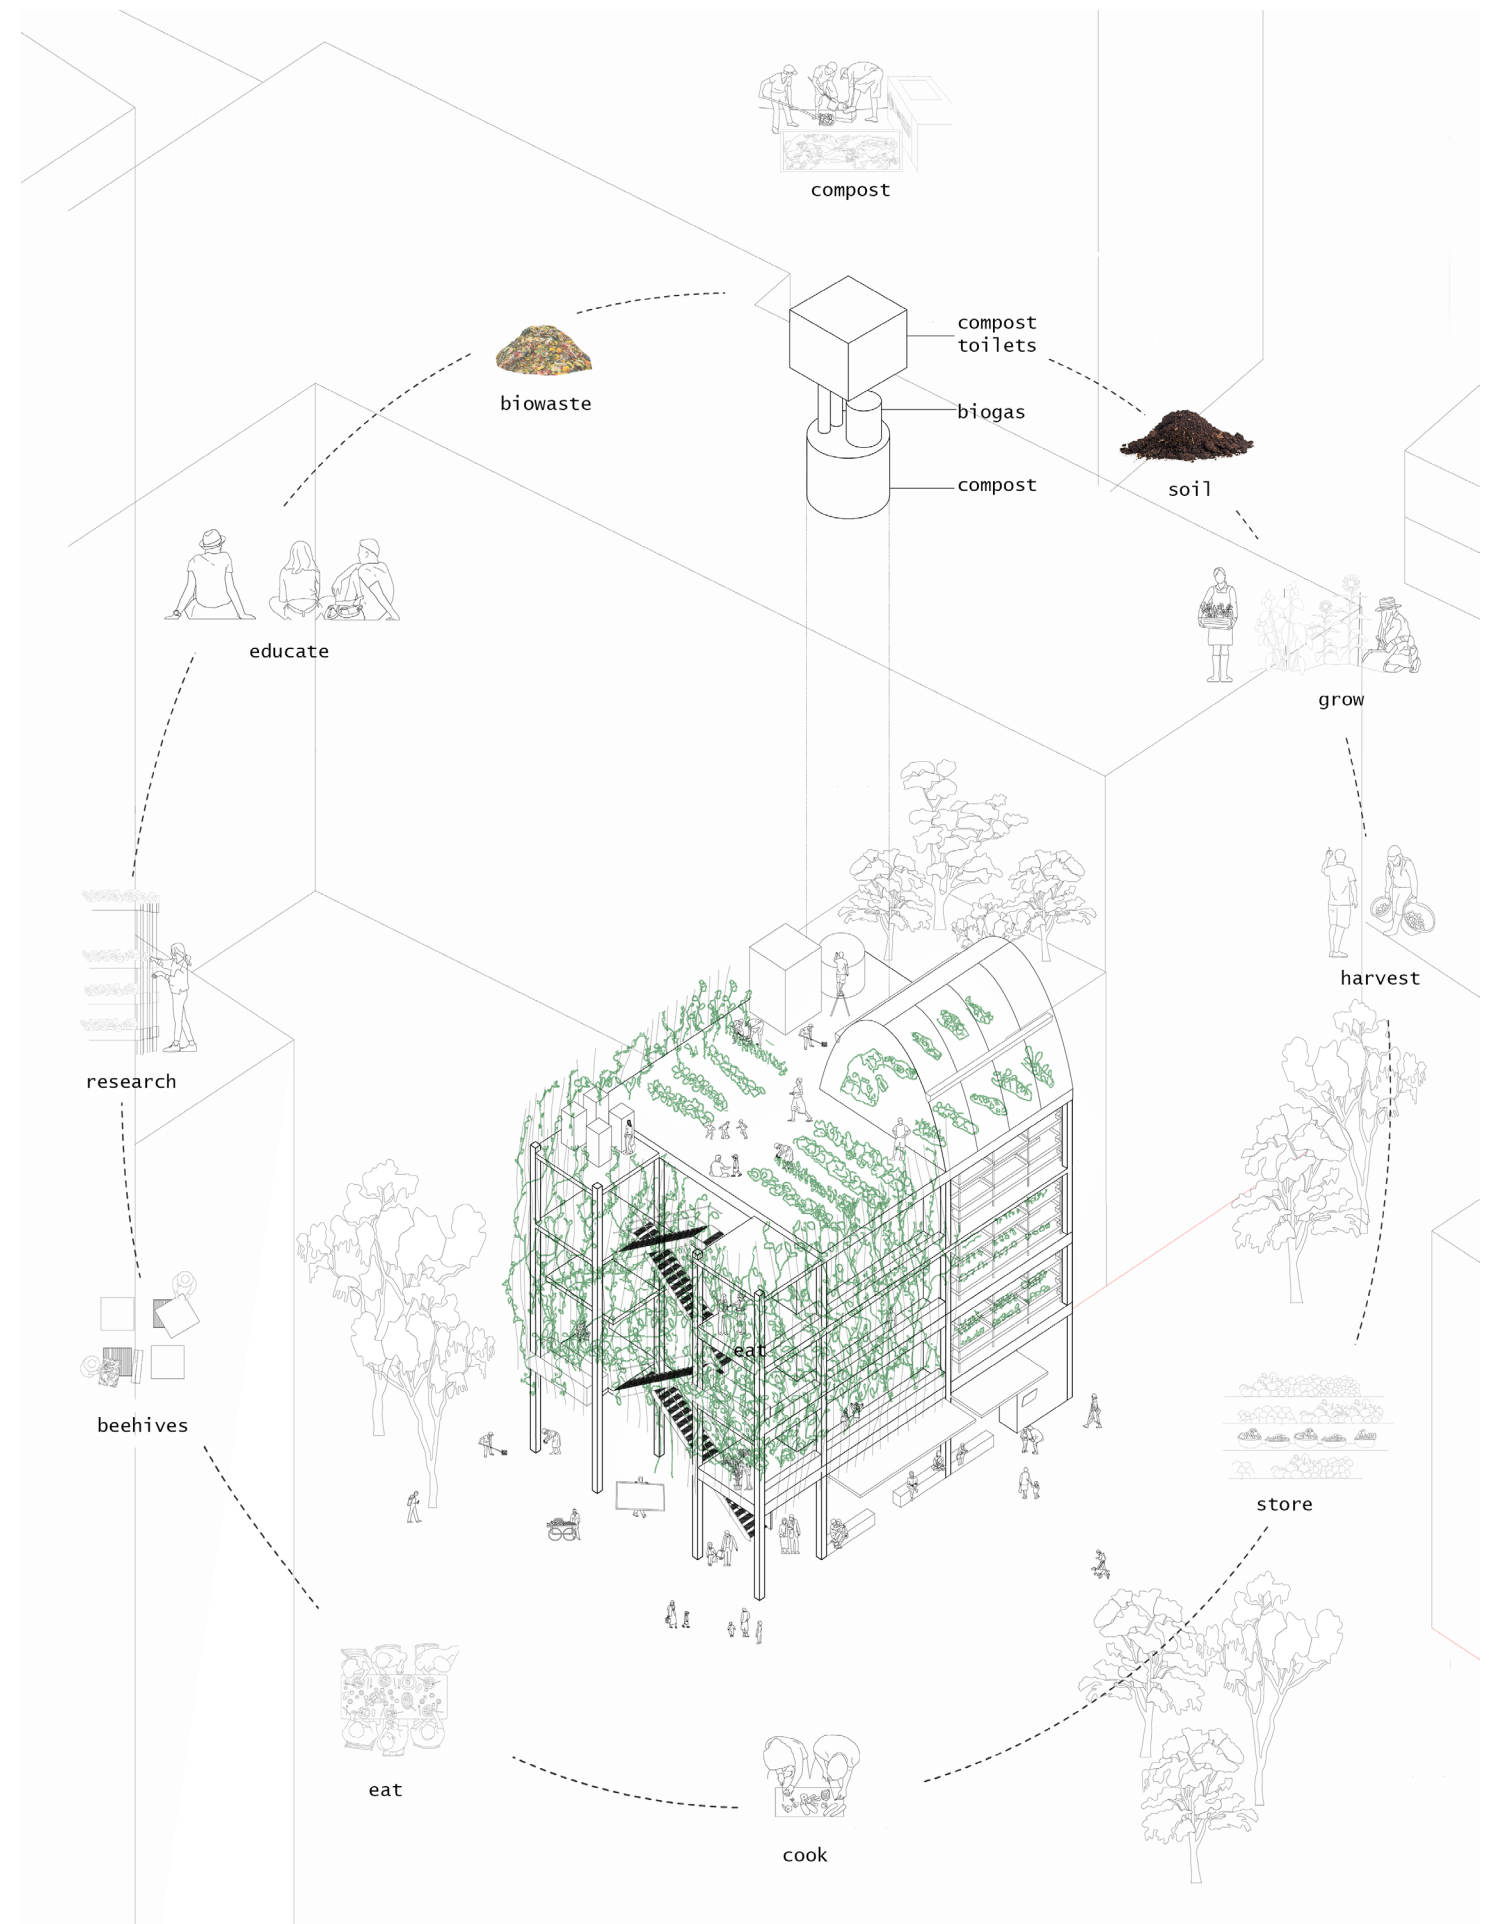 compost
compost
toilets
biowaste
biogas
compost
soil
educate
grow
harvest
research
eat
beehives
store
eat
cook